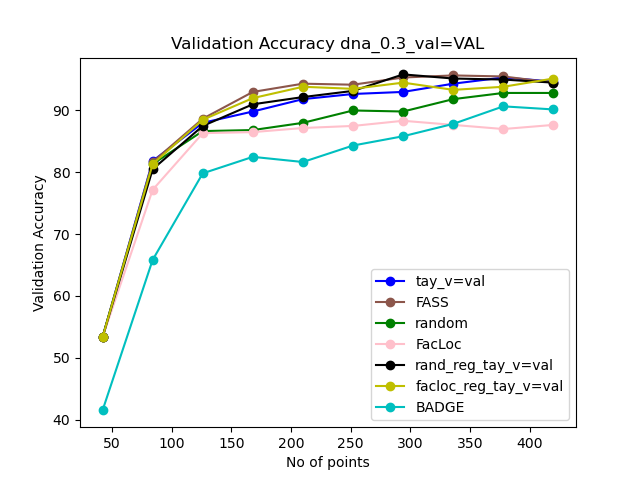 Validation Accuracy dna_0.3_val=VAL
Validation Accuracy
90
80
70
60
50
40
50
100
150
200
250
300
350
400
No of points
tay_v=val
FASS
random
FacLoc
rand_reg_tay_v=val
facloc_reg_tay_v=val
BADGE